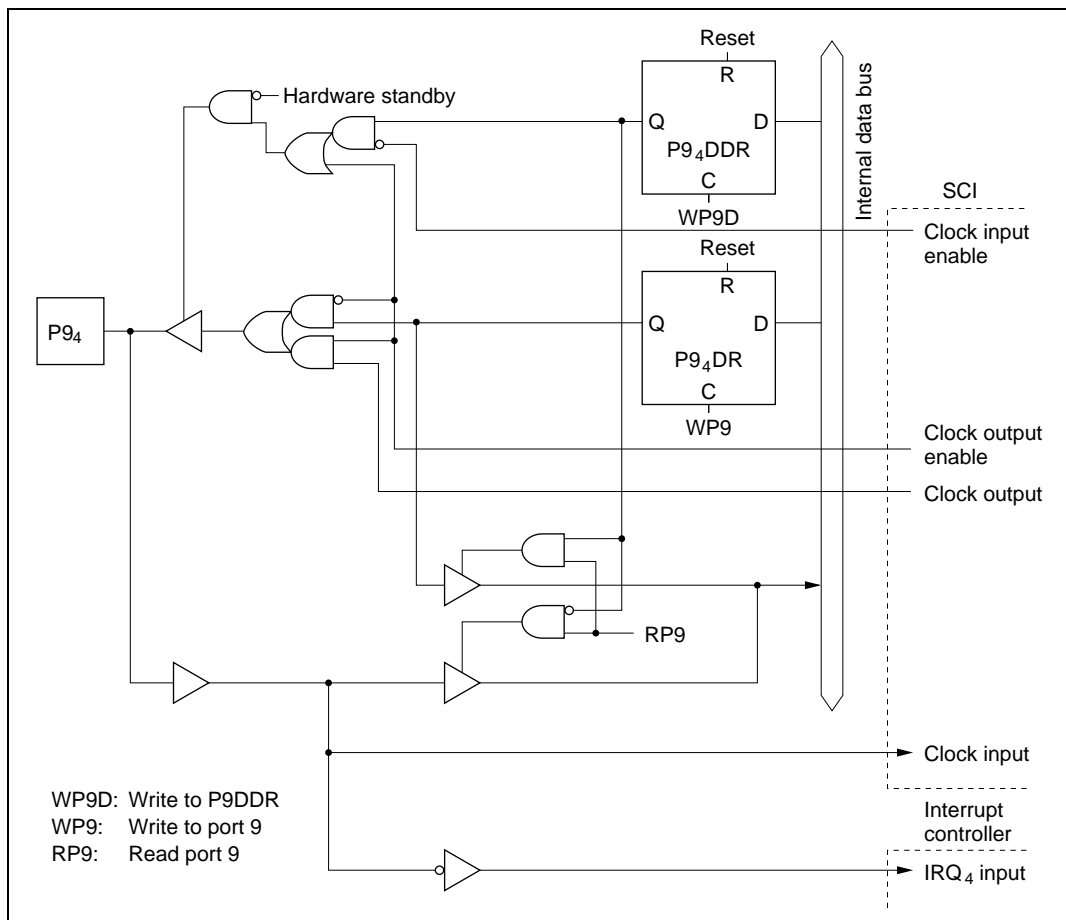 Reset
Hardware standby
R
Q
D
P9₄DDR
C
WP9D
Internal data bus
SCI
Clock input
enable
Reset
R
Q
D
P9₄DR
C
WP9
P9₄
Clock output
enable
Clock output
RP9
Clock input
WP9D: Write to P9DDR
WP9: Write to port 9
RP9: Read port 9
Interrupt
controller
IRQ₄ input